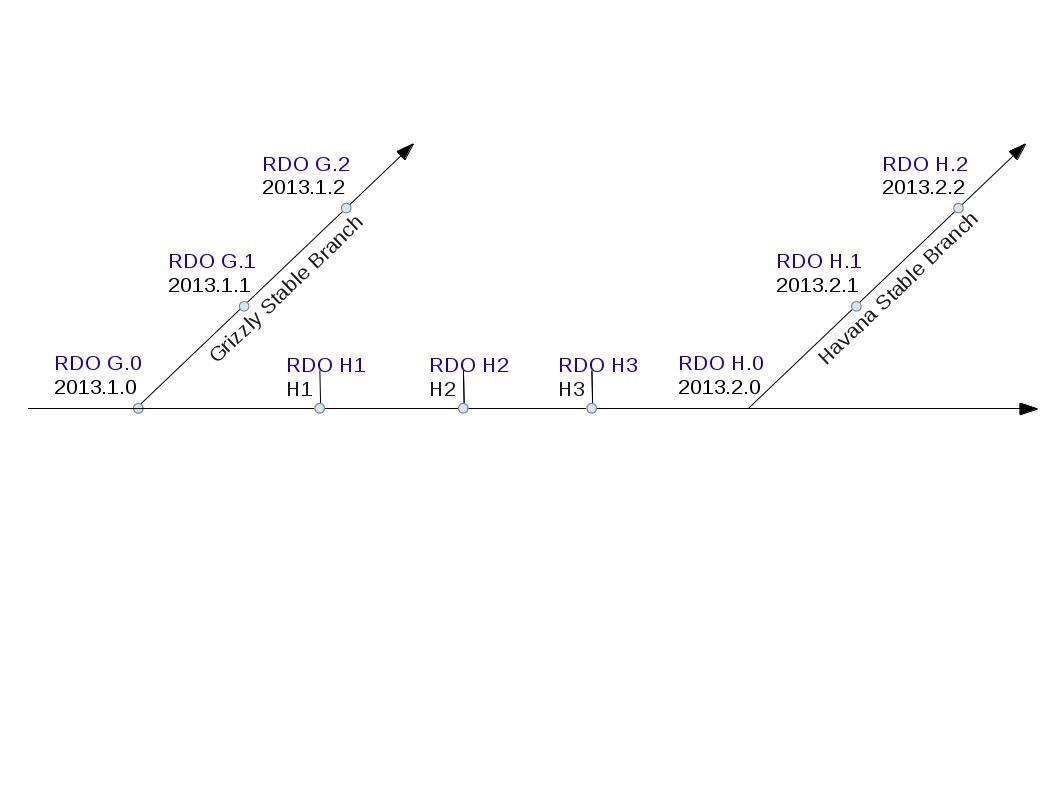 RDO G.2
2013.1.2
RDO H.2
2013.2.2
RDO G.1
2013.1.1
RDO H.1
2013.2.1
Grizzly Stable Branch
Havana Stable Branch
RDO G.0
2013.1.0
RDO H1
H1
RDO H2
H2
RDO H3
H3
RDO H.0
2013.2.0